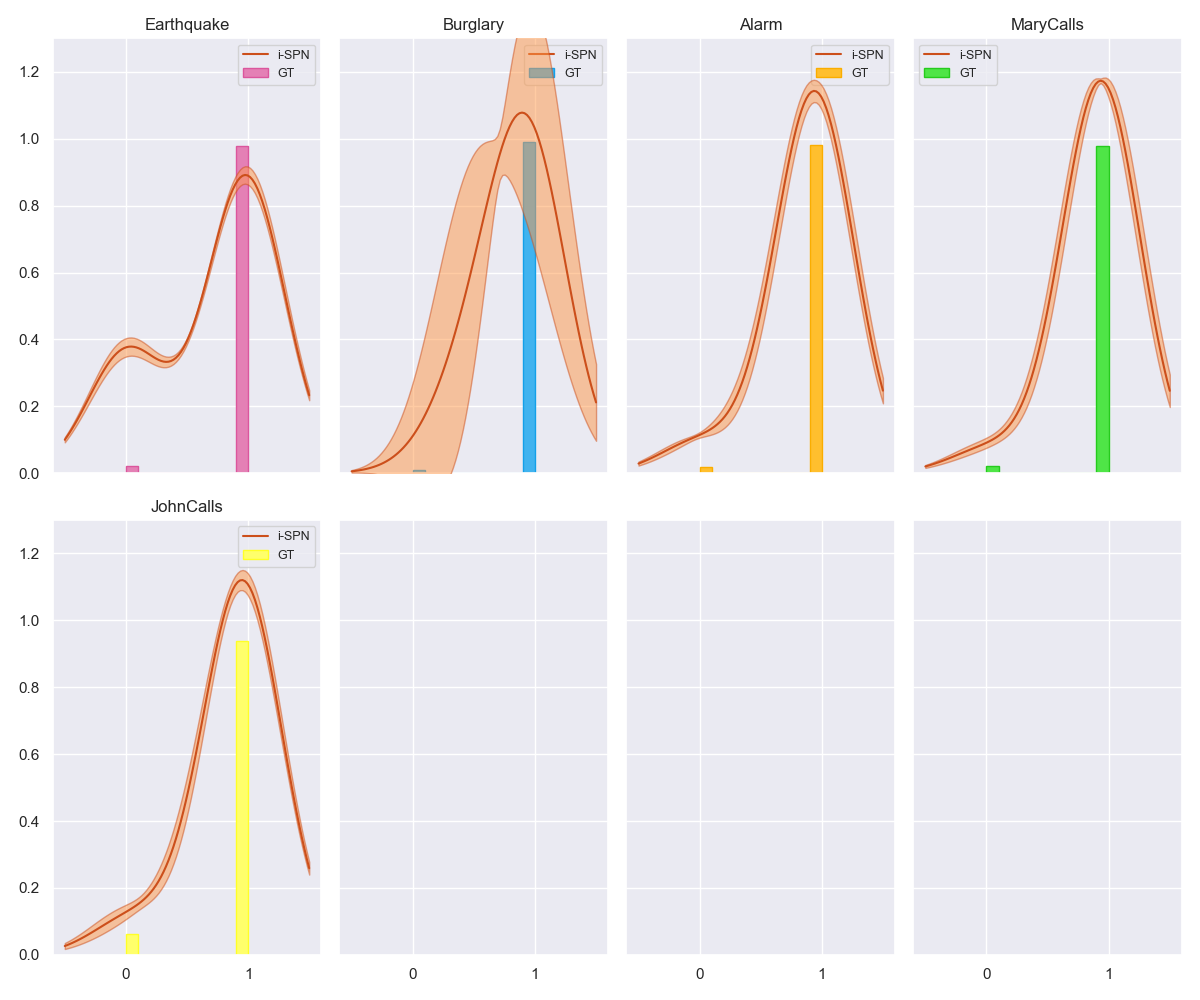 Earthquake
i-SPN
GT
Burglary
i-SPN
GT
Alarm
i-SPN
GT
MaryCalls
i-SPN
GT
1.2
1.0
0.8
0.6
0.4
0.2
0.0
JohnCalls
i-SPN
GT
1.2
1.0
0.8
0.6
0.4
0.2
0.0
0 1 0 1 0 1 0 1